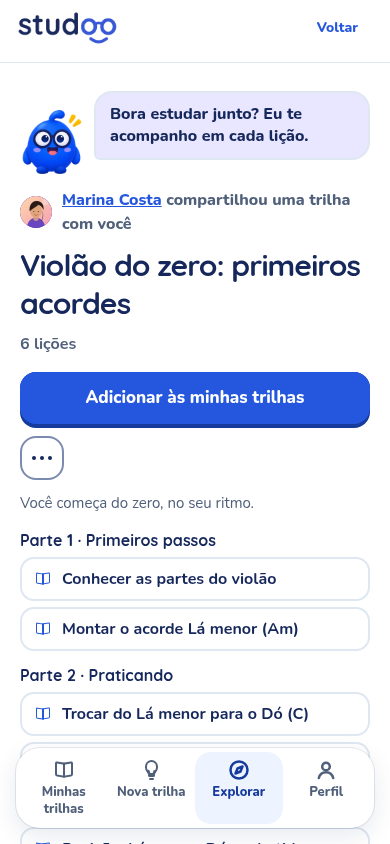 studoo
Voltar
Bora estudar junto? Eu te
acompanho em cada lição.
Marina Costa compartilhou uma trilha
com você
Violão do zero: primeiros
acordes
6 lições
Adicionar às minhas trilhas
Você começa do zero, no seu ritmo.
Parte 1 · Primeiros passos
Conhecer as partes do violão
Montar o acorde Lá menor (Am)
Parte 2 · Praticando
Trocar do Lá menor para o Dó (C)
Minhas
trilhas
Nova trilha
Explorar
Perfil